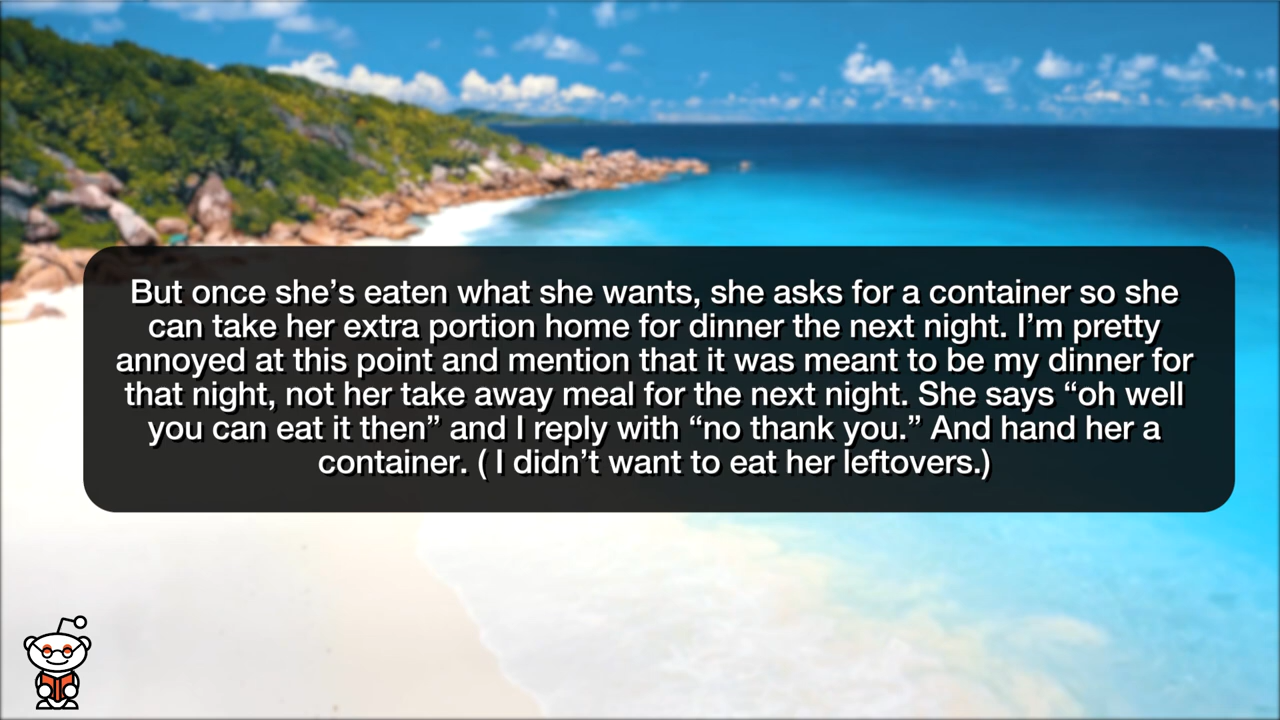 But once she’s eaten what she wants, she asks for a container so she
can take her extra portion home for dinner the next night. I’m pretty
annoyed at this point and mention that it was meant to be my dinner for
that night, not her take away meal for the next night. She says “oh well
you can eat it then” and I reply with “no thank you.” And hand her a
container. ( I didn’t want to eat her leftovers.)